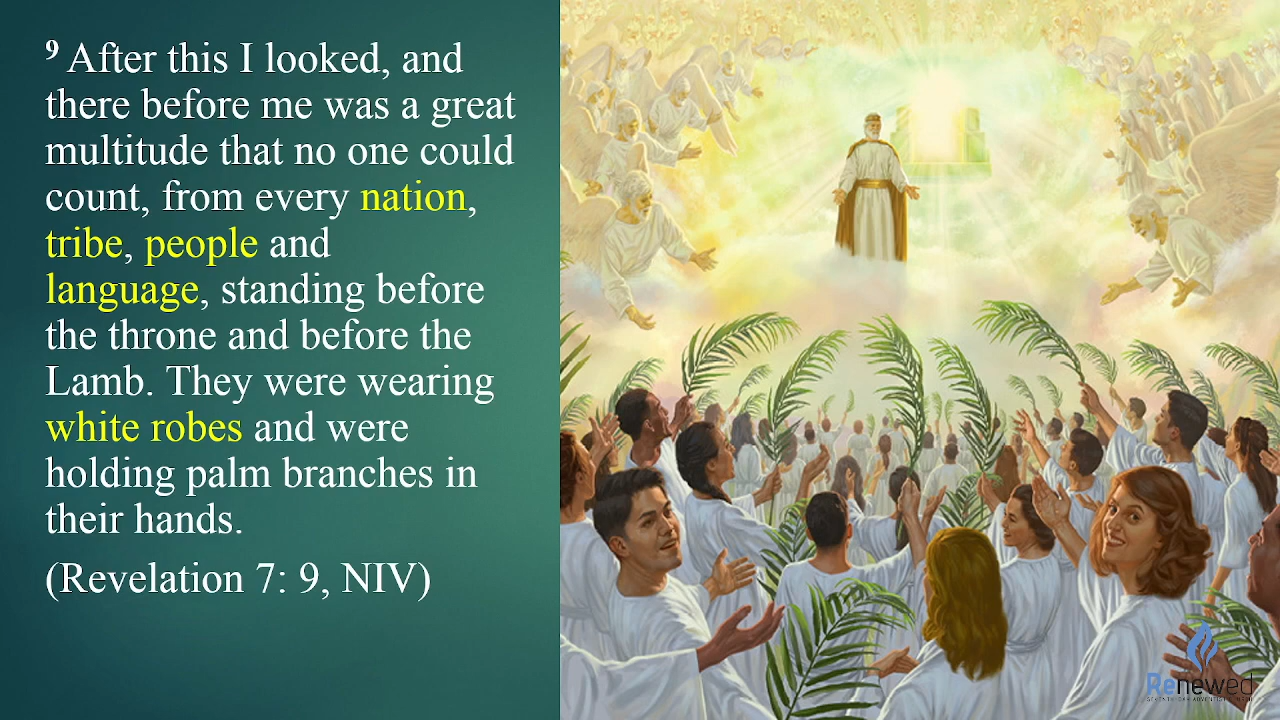 ⁹ After this I looked, and
there before me was a great
multitude that no one could
count, from every nation,
tribe, people and
language, standing before
the throne and before the
Lamb. They were wearing
white robes and were
holding palm branches in
their hands.
(Revelation 7: 9, NIV)
Renewed